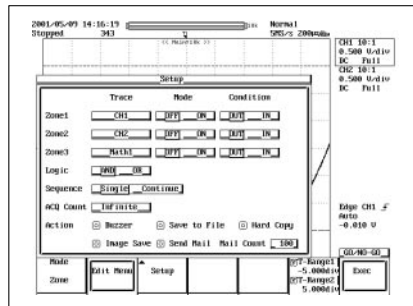 2001/05/09 14:16:19
Normal
Stopped 343
5MS/s 200us/div
<< Main:10k >>
CH1 10:1
0.500 V/div
DC Full
CH2 10:1
0.500 V/div
DC Full
Setup
Trace Mode Condition
Zone1 CH1 OFF ON OUT IN
Zone2 CH2 OFF ON OUT IN
Zone3 Math1 OFF ON OUT IN
Logic AND OR
Sequence Single Continue
ACQ Count Infinite
Action Buzzer Save to File Hard Copy
Image Save Send Mail Mail Count 100
Edge CH1
Auto
-0.010 V
GO/NO-GO
Mode
Zone
Edit Menu
Setup
T-Range1
-5.000div
T-Range2
5.000div
Exec